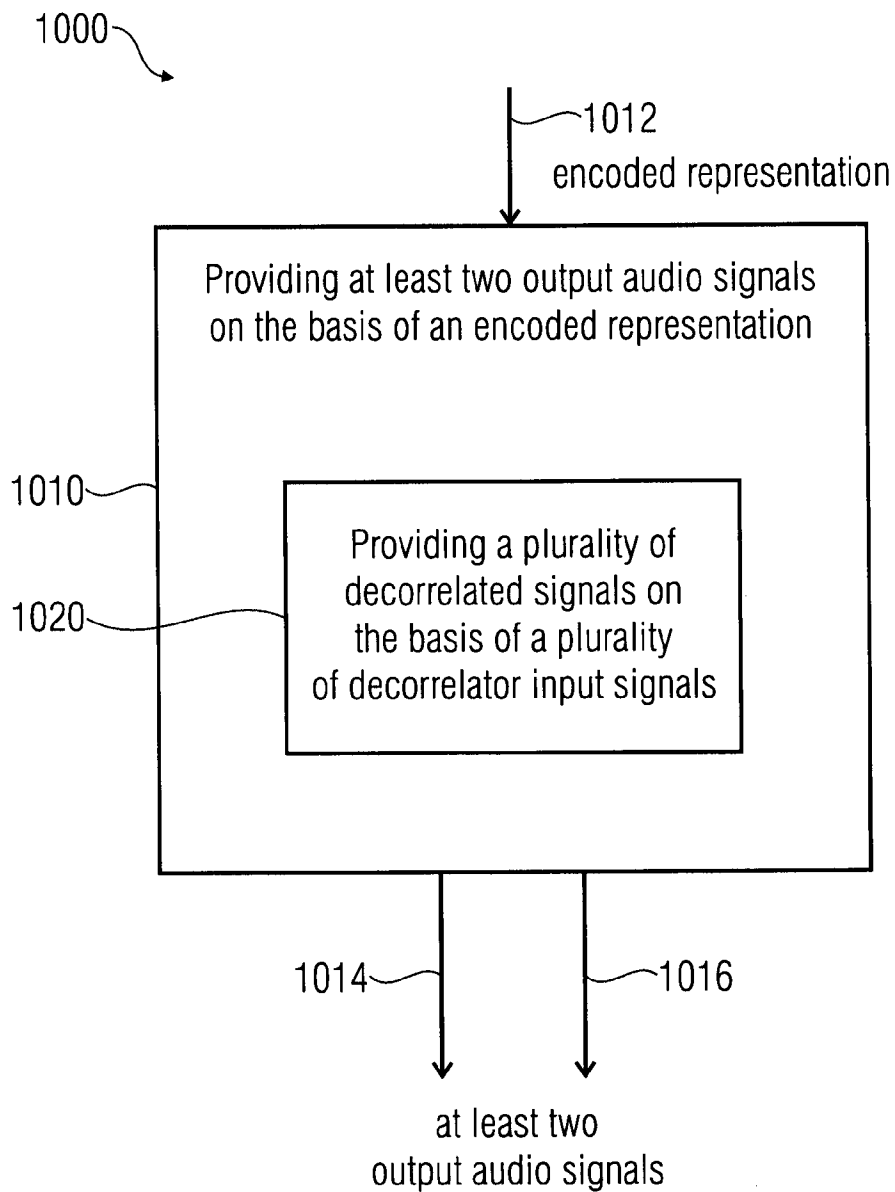 1000
1012
encoded representation
Providing at least two output audio signals
on the basis of an encoded representation
1010
Providing a plurality of
decorrelated signals on
the basis of a plurality
of decorrelator input signals
1020
1014
1016
at least two
output audio signals